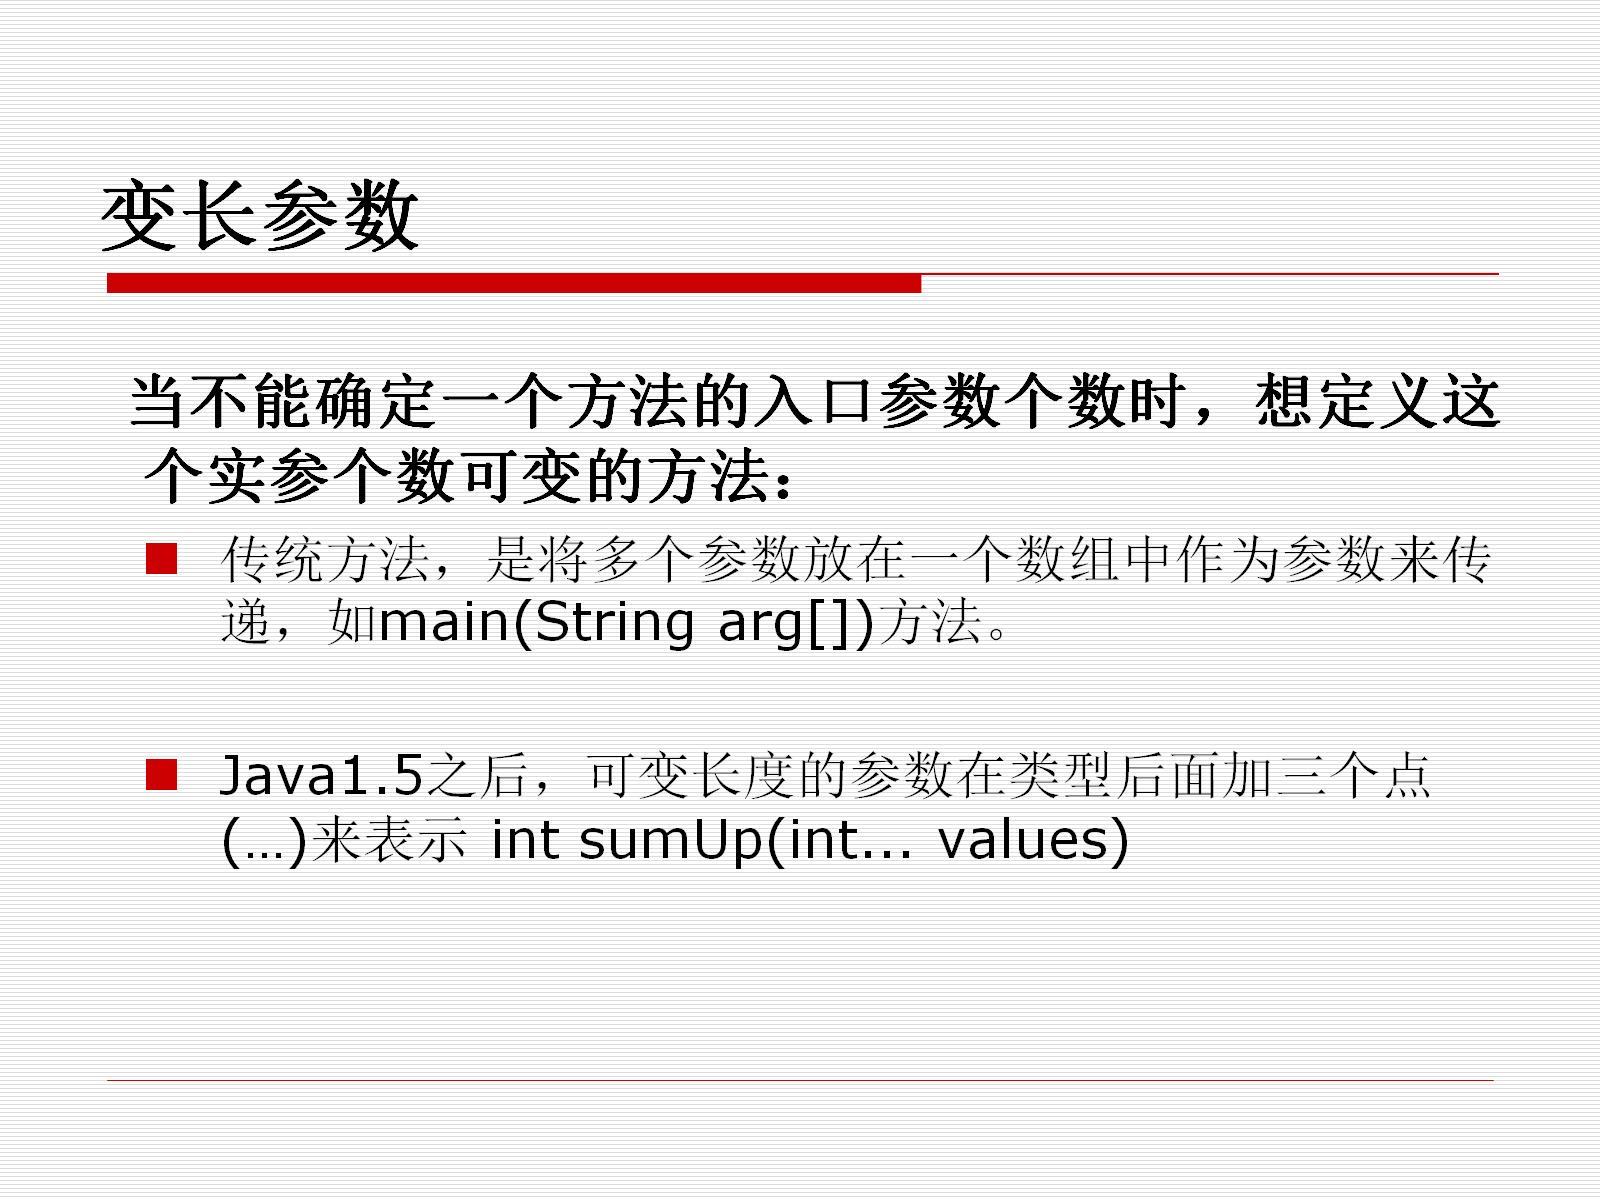 变长参数
当不能确定一个方法的入口参数个数时，想定义这
个实参个数可变的方法：
传统方法，是将多个参数放在一个数组中作为参数来传
递，如main(String arg[])方法。
Java1.5之后，可变长度的参数在类型后面加三个点
(…)来表示 int sumUp(int... values)